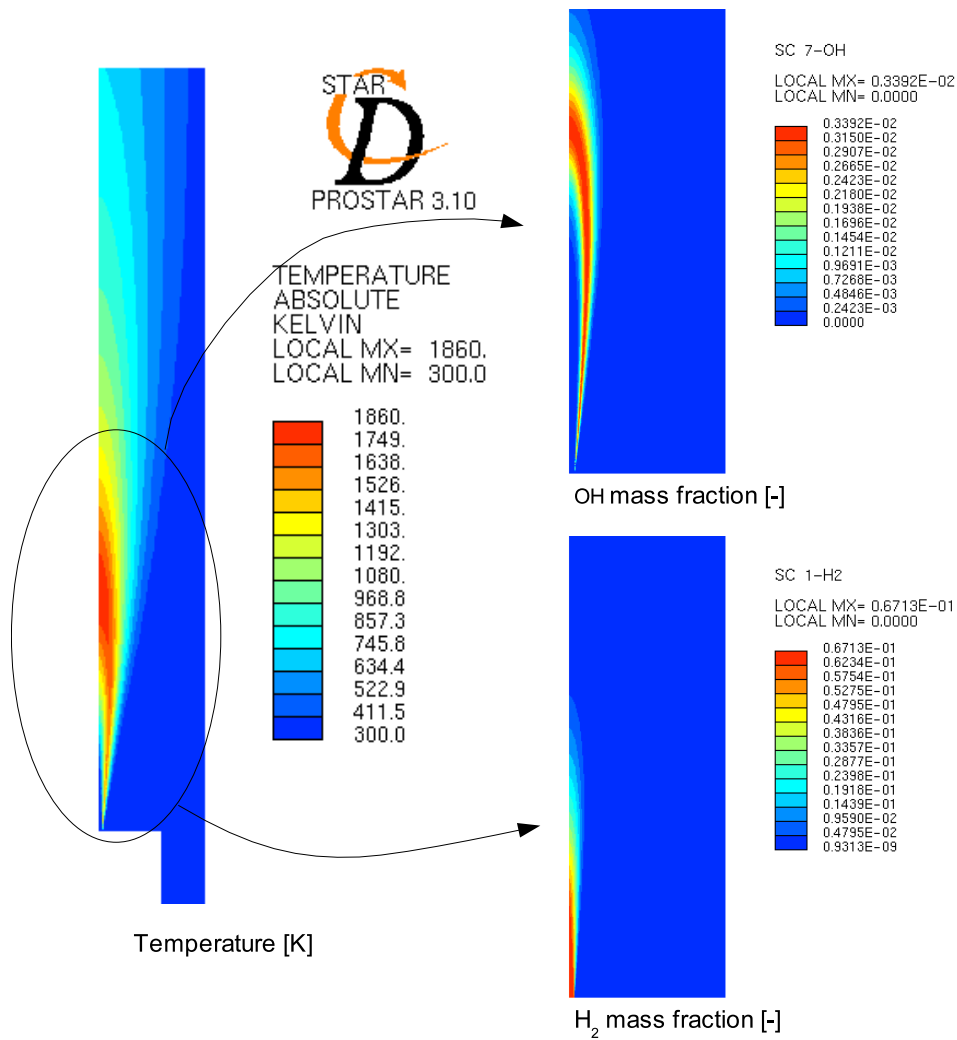 STAR
D
PROSTAR 3.10
TEMPERATURE
ABSOLUTE
KELVIN
LOCAL MX= 1860.
LOCAL MN= 300.0
1860.
1749.
1638.
1526.
1415.
1303.
1192.
1080.
968.8
857.3
745.8
634.4
522.9
411.5
300.0
Temperature [K]
SC 7-OH
LOCAL MX= 0.3392E-02
LOCAL MN= 0.0000
0.3392E-02
0.3150E-02
0.2907E-02
0.2665E-02
0.2423E-02
0.2180E-02
0.1938E-02
0.1696E-02
0.1454E-02
0.1211E-02
0.9691E-03
0.7268E-03
0.4846E-03
0.2423E-03
0.0000
OH mass fraction [-]
SC 1-H2
LOCAL MX= 0.6713E-01
LOCAL MN= 0.0000
0.6713E-01
0.6234E-01
0.5754E-01
0.5275E-01
0.4795E-01
0.4316E-01
0.3836E-01
0.3357E-01
0.2877E-01
0.2398E-01
0.1918E-01
0.1439E-01
0.9590E-02
0.4795E-02
0.9313E-09
H2 mass fraction [-]